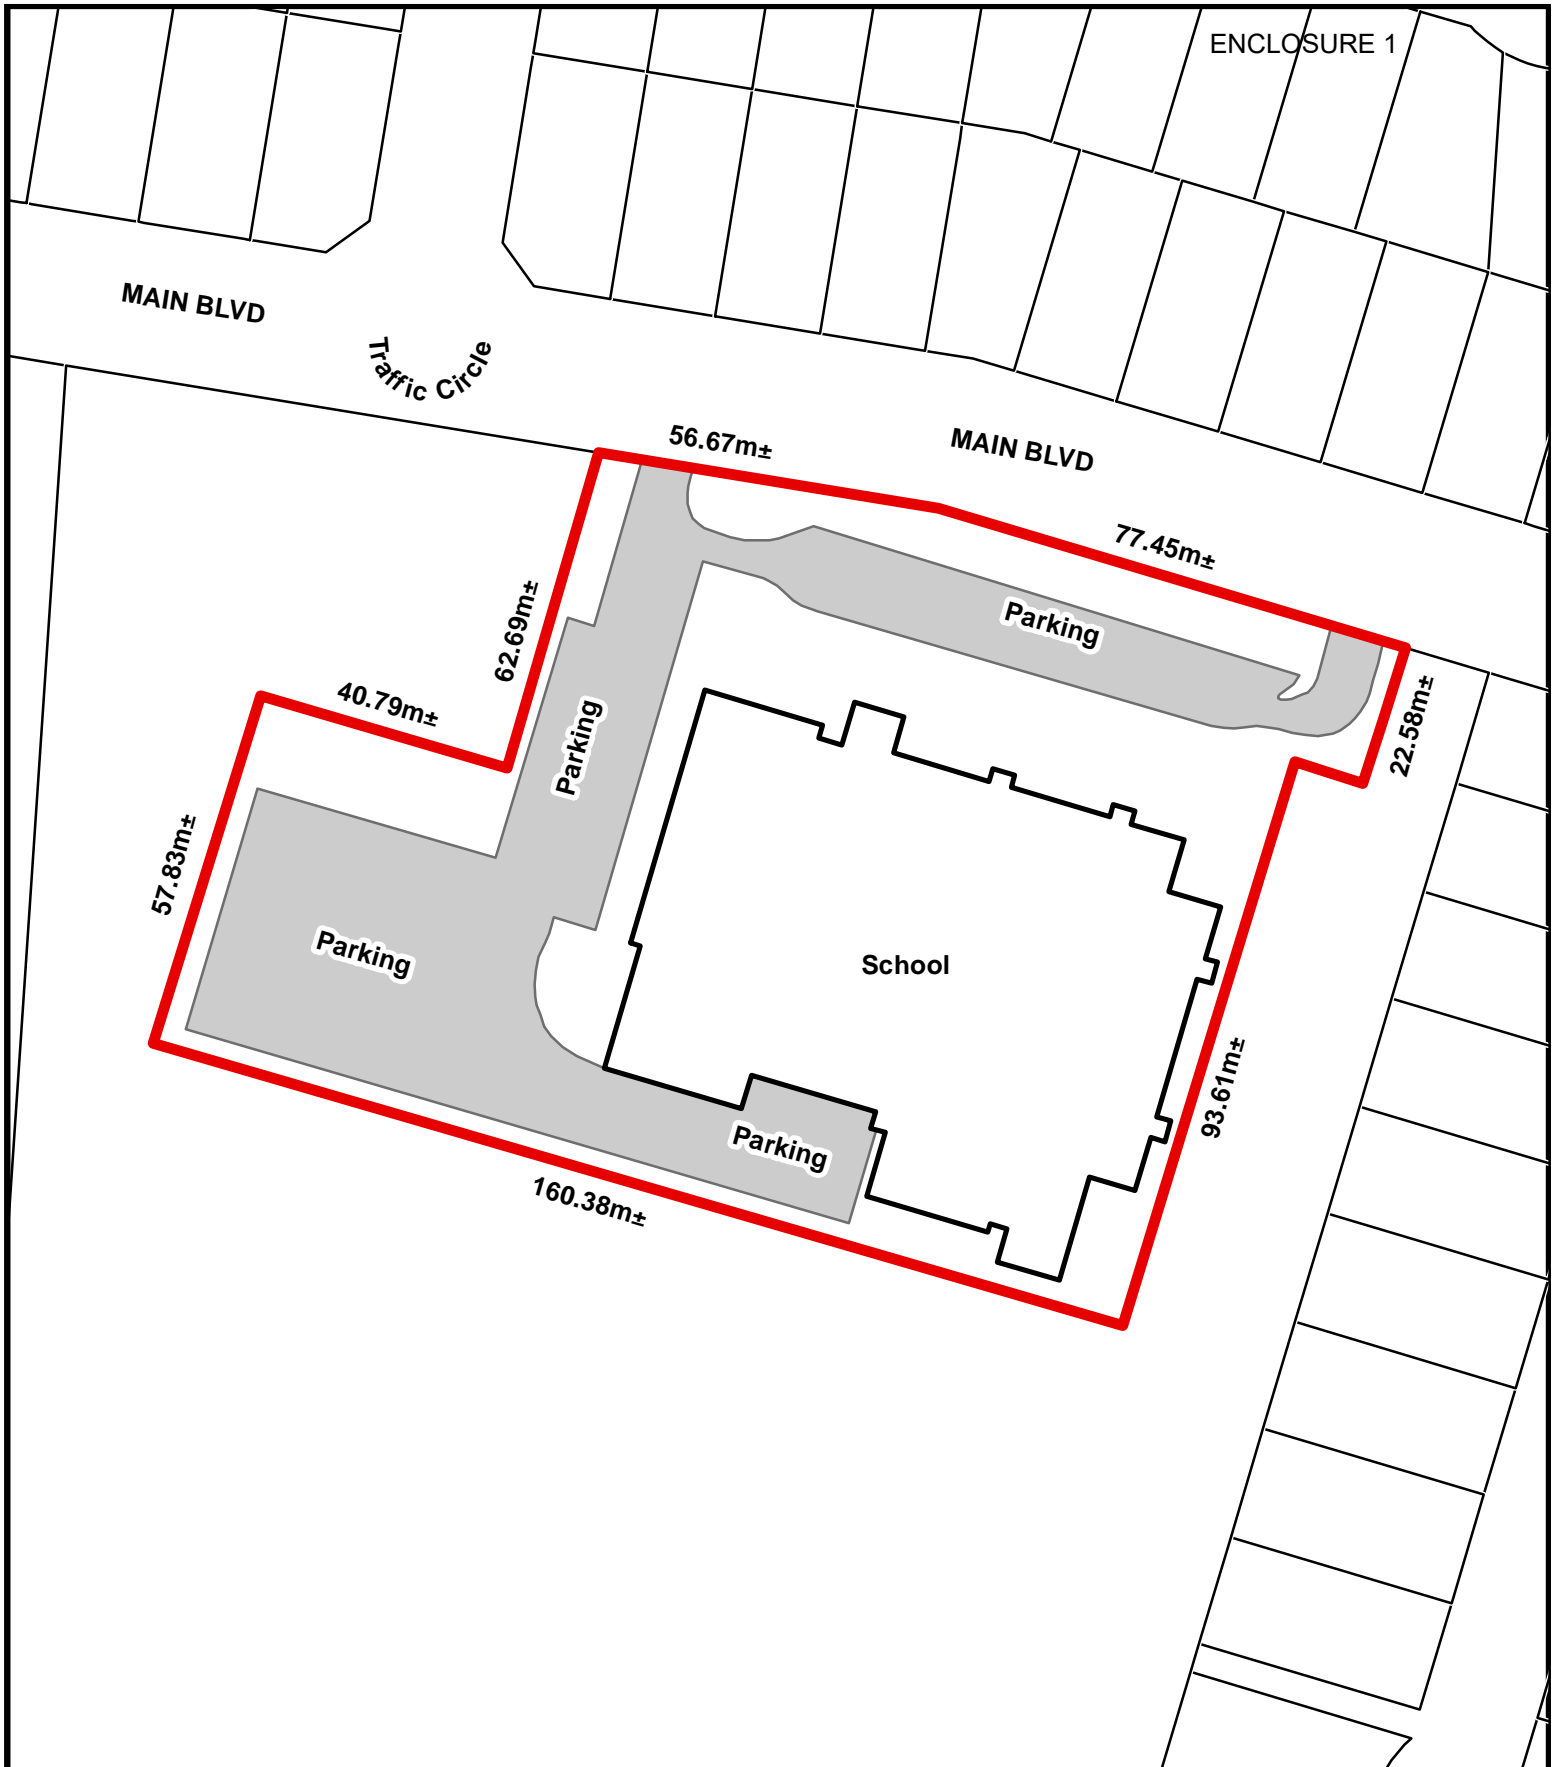 ENCLOSURE 1
MAIN BLVD
Traffic Circle
56.67m±
MAIN BLVD
77.45m±
62.69m±
Parking
40.79m±
22.58m±
Parking
57.83m±
Parking
School
93.61m±
Parking
160.38m±